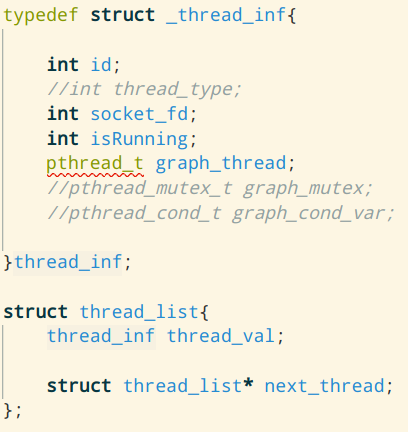 typedef struct _thread_inf{
int id;
//int thread_type;
int socket_fd;
int isRunning;
pthread_t graph_thread;
//pthread_mutex_t graph_mutex;
//pthread_cond_t graph_cond_var;
}thread_inf;
struct thread_list{
thread_inf thread_val;
struct thread_list* next_thread;
};